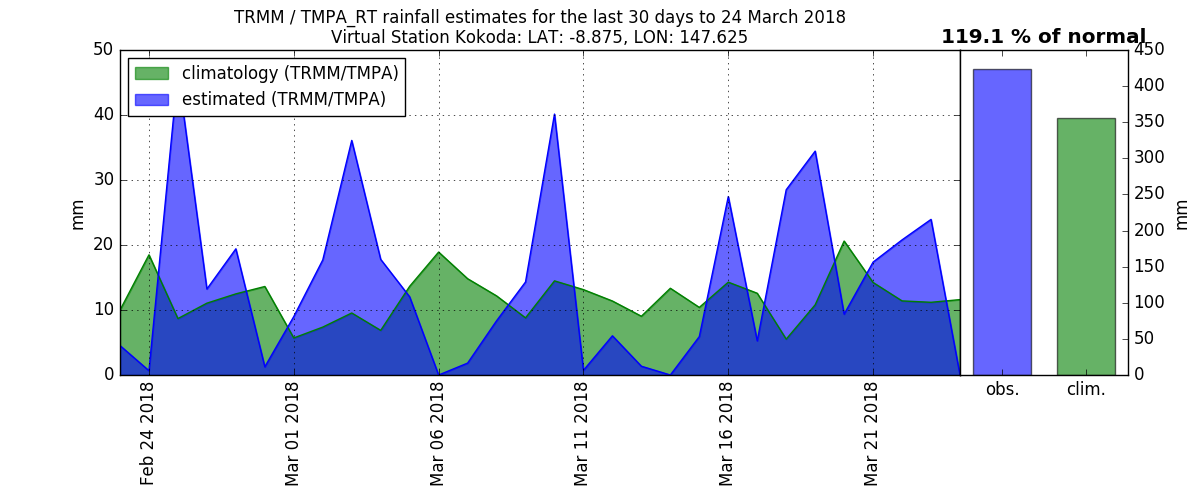 TRMM / TMPA_RT rainfall estimates for the last 30 days to 24 March 2018
Virtual Station Kokoda: LAT: -8.875, LON: 147.625
119.1 % of normal
climatology (TRMM/TMPA)
estimated (TRMM/TMPA)
50
40
30
20
10
0
mm
Feb 24 2018
Mar 01 2018
Mar 06 2018
Mar 11 2018
Mar 16 2018
Mar 21 2018
obs.
clim.
450
400
350
300
250
200
150
100
50
0
mm